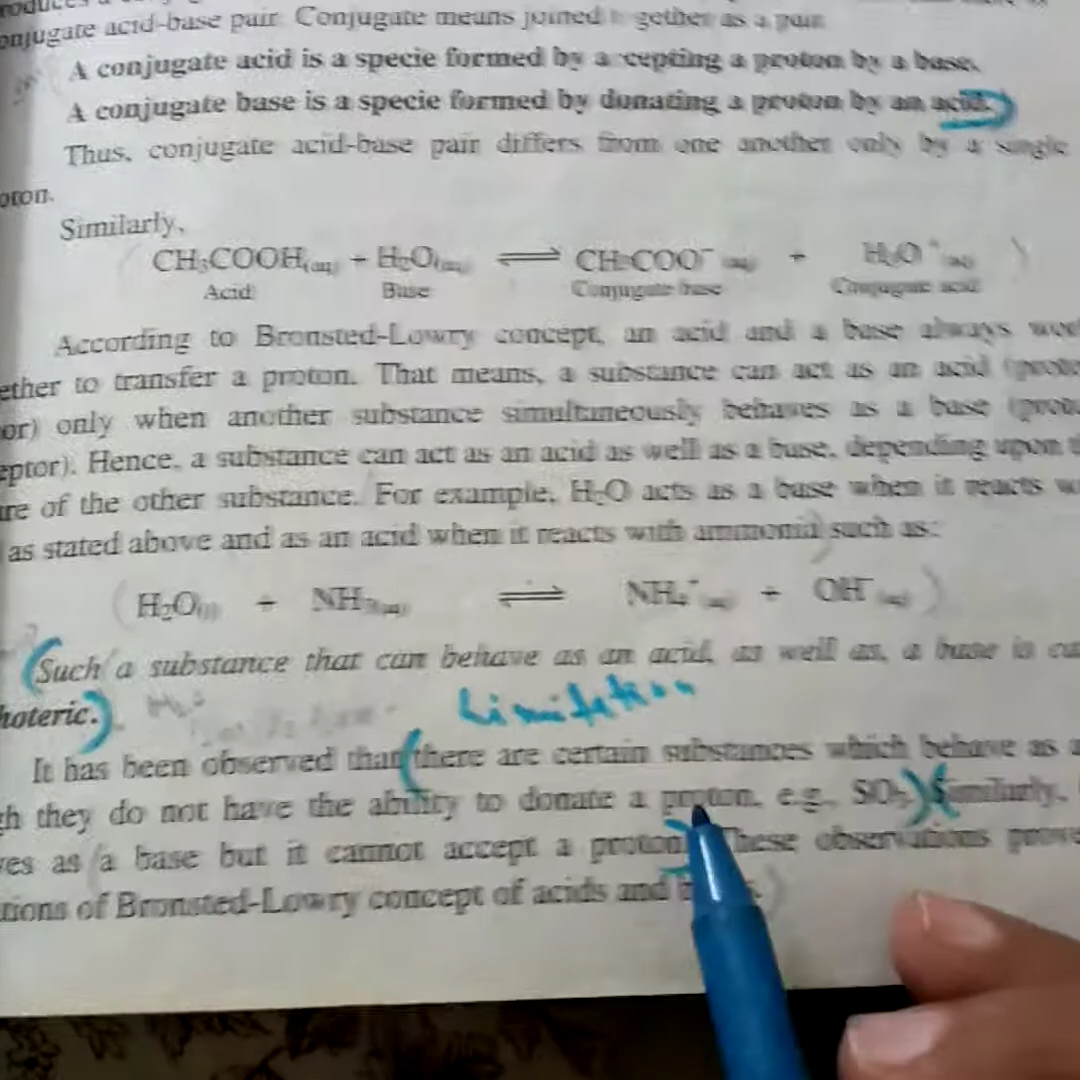 onjugate acid-base pair. Conjugate means joined together as a pair.
A conjugate acid is a specie formed by accepting a proton by a base.
A conjugate base is a specie formed by donating a proton by an acid.
Thus, conjugate acid-base pair differs from one another only by a single
oton.
Similarly,
CH₃COOH(aq) + H₂O(aq) ⇌ CH₃COO⁻(aq) + H₃O⁺(aq)
Acid Base Conjugate base Conjugate acid
According to Bronsted-Lowry concept, an acid and a base always work
ether to transfer a proton. That means, a substance can act as an acid (proto
or) only when another substance simultaneously behaves as a base (proto
eptor). Hence, a substance can act as an acid as well as a base, depending upon t
ure of the other substance. For example, H₂O acts as a base when it reacts w
as stated above and as an acid when it reacts with ammonia such as:
H₂O(l) + NH₃(aq) ⇌ NH₄⁺(aq) + OH⁻(aq)
Such a substance that can behave as an acid, as well as, a base is ca
hoteric.
Limitation
It has been observed that there are certain substances which behave as a
gh they do not have the ability to donate a proton, e.g., SO₃. Similarly,
ves as a base but it cannot accept a proton. These observations prove
tions of Bronsted-Lowry concept of acids and